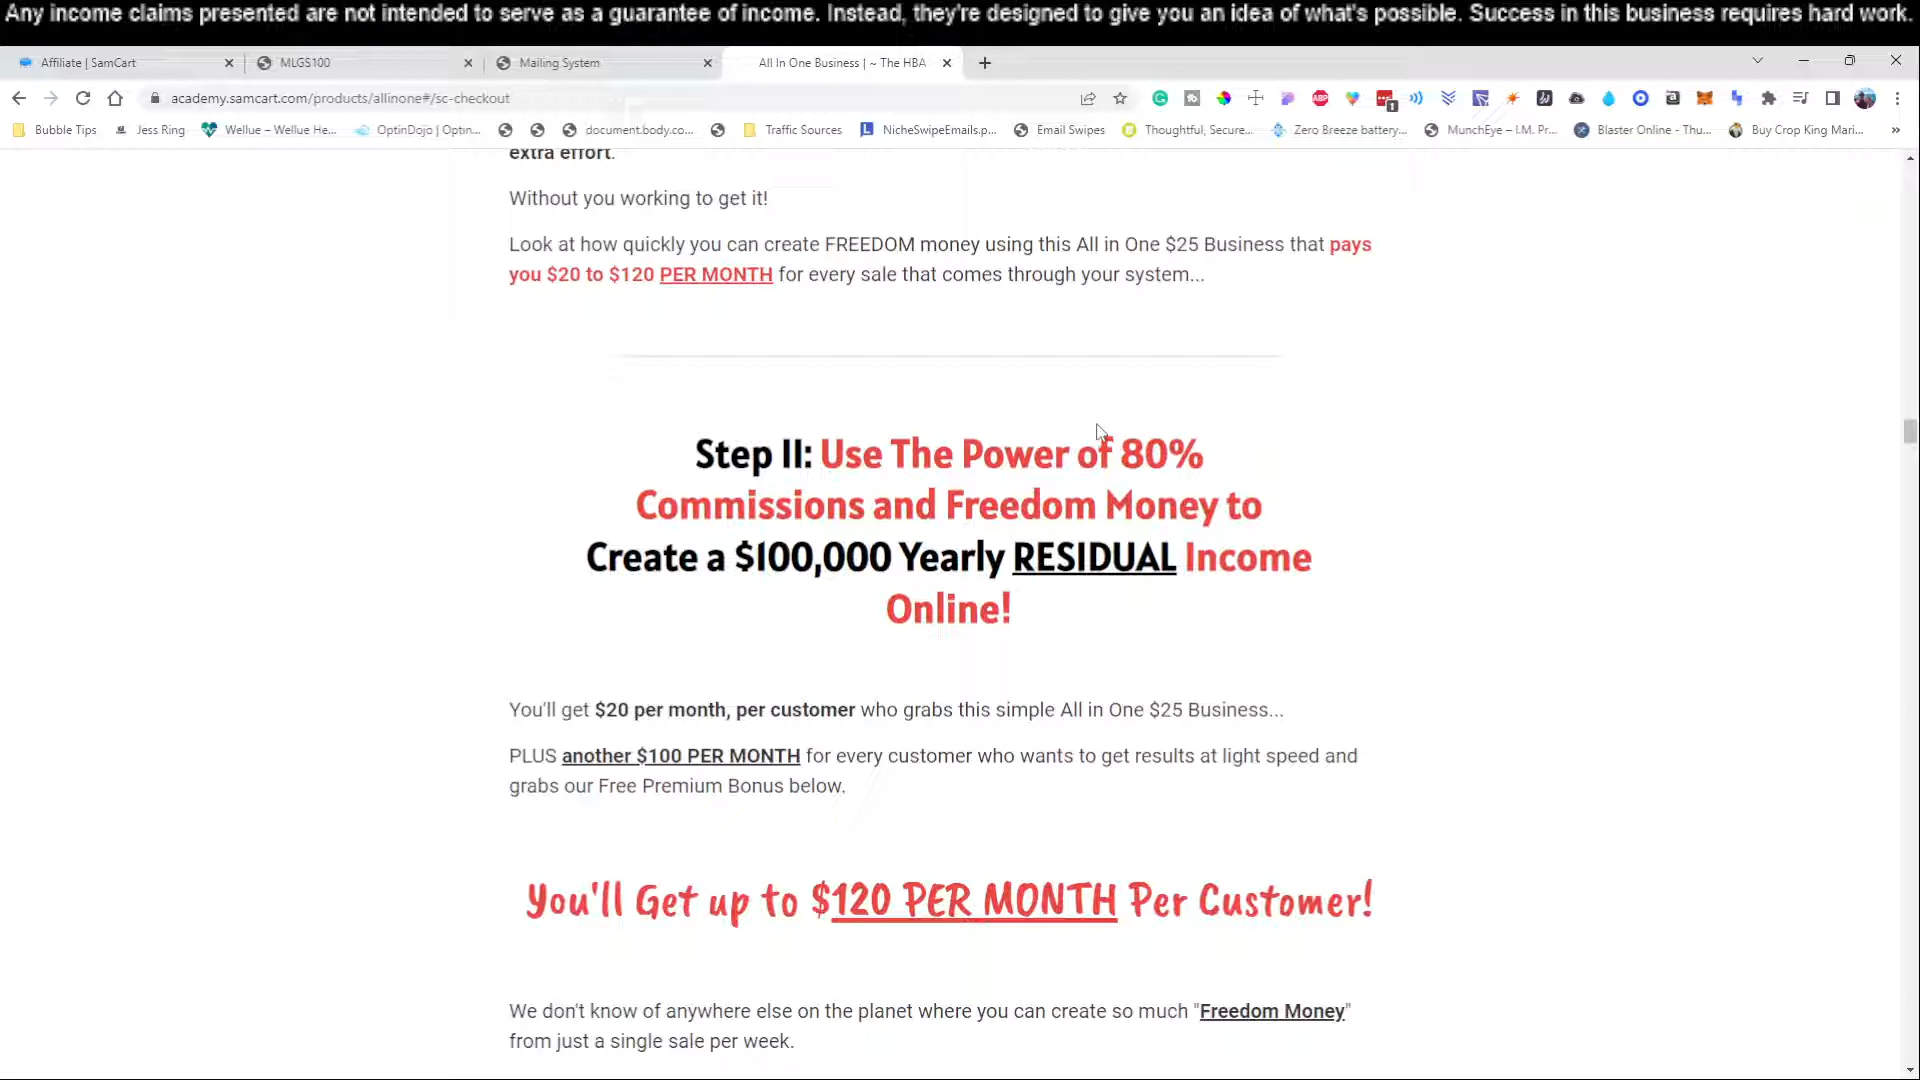 Any income claims presented are not intended to serve as a guarantee of income. Instead, they're designed to give you an idea of what's possible. Success in this business requires hard work.
Affiliate | SamCart
MLGS100
Mailing System
All In One Business | ~ The HBA
academy.samcart.com/products/allinone#/sc-checkout
Bubble Tips
Jess Ring
Wellue – Wellue He...
OptinDojo | Optin...
document.body.co...
Traffic Sources
NicheSwipeEmails.p...
Email Swipes
Thoughtful, Secure...
Zero Breeze battery...
MunchEye – I.M. Pr...
Blaster Online - Thu...
Buy Crop King Mari...
extra effort.
Without you working to get it!
Look at how quickly you can create FREEDOM money using this All in One $25 Business that pays
you $20 to $120 PER MONTH for every sale that comes through your system...
Step II: Use The Power of 80%
Commissions and Freedom Money to
Create a $100,000 Yearly RESIDUAL Income
Online!
You'll get $20 per month, per customer who grabs this simple All in One $25 Business...
PLUS another $100 PER MONTH for every customer who wants to get results at light speed and
grabs our Free Premium Bonus below.
You'll Get up to $120 PER MONTH Per Customer!
We don't know of anywhere else on the planet where you can create so much "Freedom Money"
from just a single sale per week.